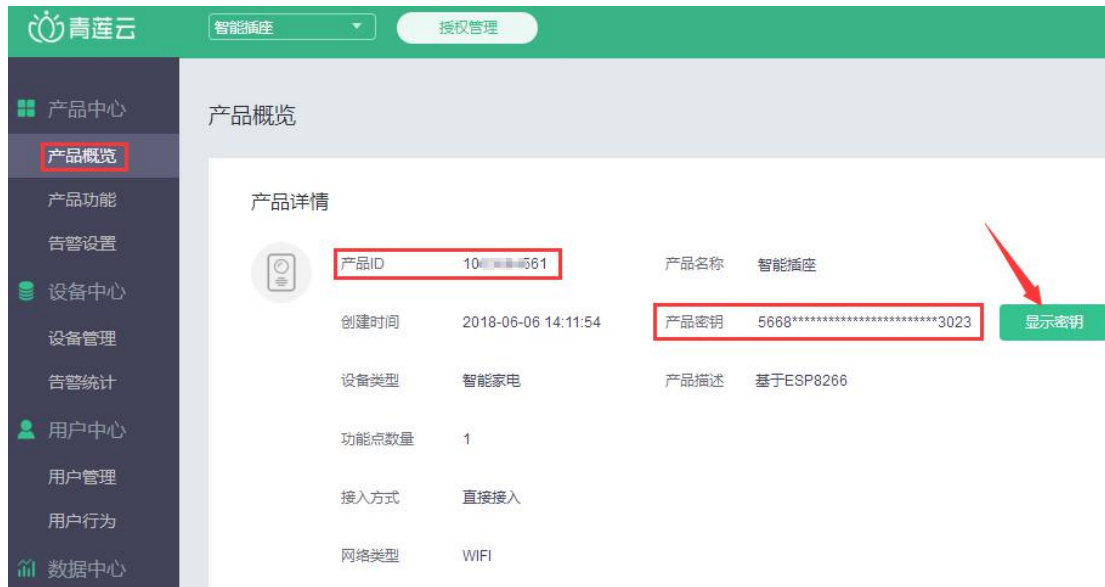 青莲云
智能插座
授权管理
产品中心
产品概览
产品功能
告警设置
设备中心
设备管理
告警统计
用户中心
用户管理
用户行为
数据中心
产品概览
产品详情
产品ID 10 561 产品名称 智能插座
创建时间 2018-06-06 14:11:54 产品密钥 5668************************3023 显示密钥
设备类型 智能家电 产品描述 基于ESP8266
功能点数量 1
接入方式 直接接入
网络类型 WIFI